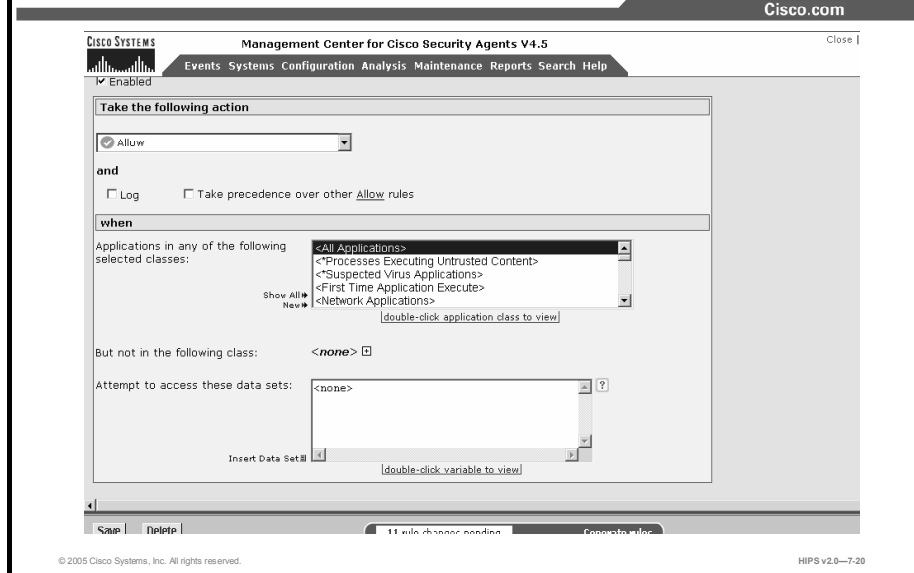 Cisco.com
CISCO SYSTEMS
Management Center for Cisco Security Agents V4.5
Close |
Events Systems Configuration Analysis Maintenance Reports Search Help
Enabled
Take the following action
Allow
and
Log
Take precedence over other Allow rules
when
Applications in any of the following selected classes:
<All Applications>
<*Processes Executing Untrusted Content>
<*Suspected Virus Applications>
<First Time Application Execute>
<Network Applications>
Show All
New
[double-click application class to view]
But not in the following class:
<none>
Attempt to access these data sets:
<none>
?
Insert Data Set
[double-click variable to view]
Save
Delete
11 rule changes pending
Generate rules
© 2005 Cisco Systems, Inc. All rights reserved.
HIPS v2.0—7-20